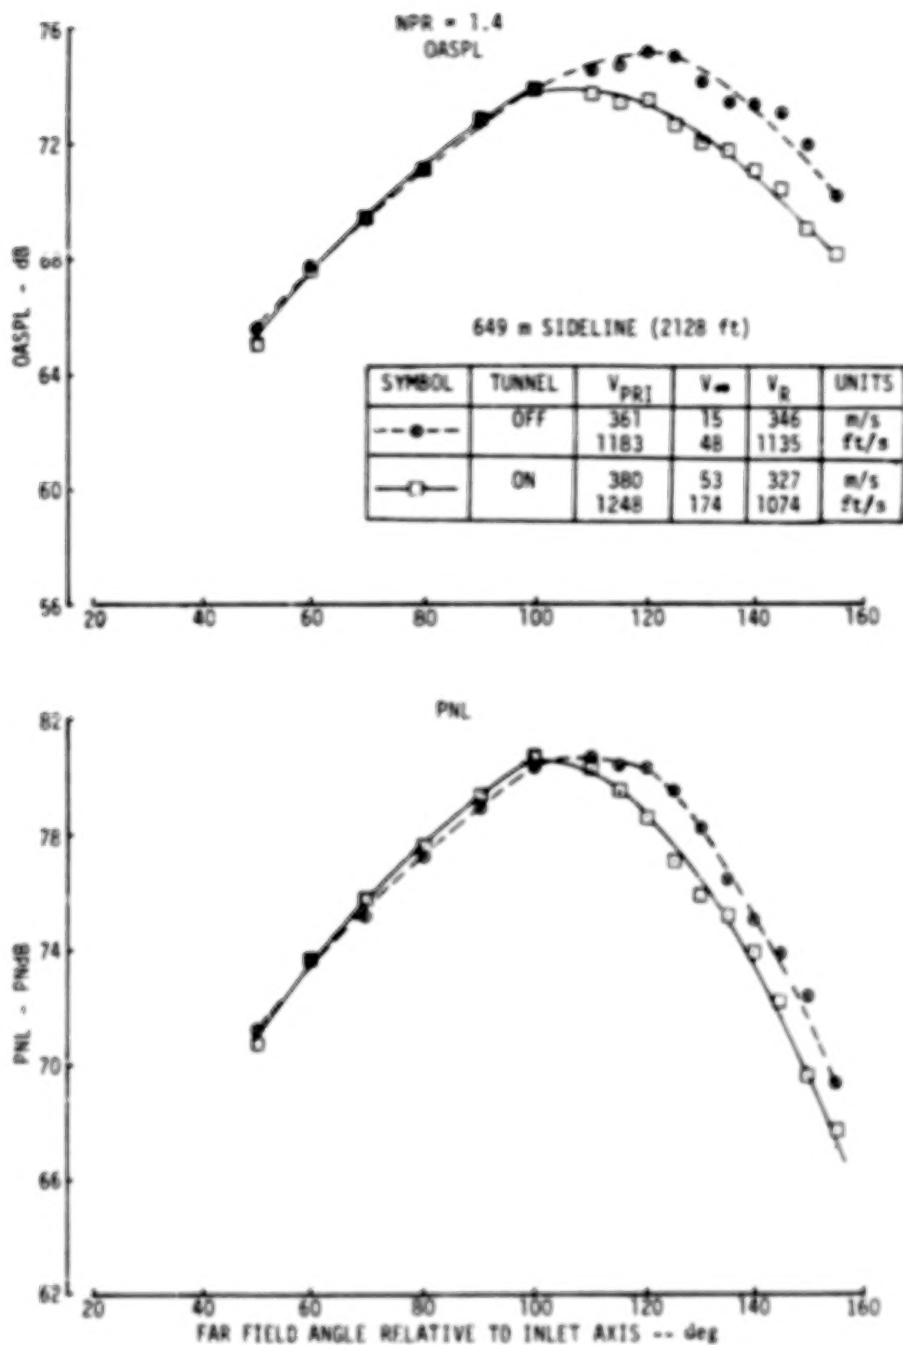 NPR = 1.4
OASPL
76
72
68
64
60
56
OASPL - dB
649 m SIDELINE (2128 ft)
SYMBOL TUNNEL V PRI V∞ V R UNITS
OFF 361 15 346 m/s
1183 48 1135 ft/s
ON 380 53 327 m/s
1248 174 1074 ft/s
20 40 60 80 100 120 140 160
PNL
82
78
74
70
66
62
PNL - PNdB
20 40 60 80 100 120 140 160
FAR FIELD ANGLE RELATIVE TO INLET AXIS -- deg